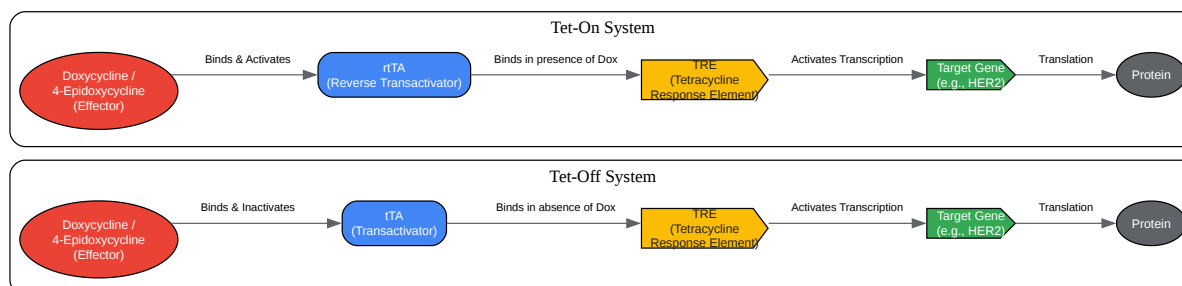 Tet-On System
Doxycycline /
4-Epidoxycycline
(Effector)
Binds & Activates
rtTA
(Reverse Transactivator)
Binds in presence of Dox
TRE
(Tetracycline
Response Element)
Activates Transcription
Target Gene
(e.g., HER2)
Translation
Protein
Tet-Off System
Doxycycline /
4-Epidoxycycline
(Effector)
Binds & Inactivates
tTA
(Transactivator)
Binds in absence of Dox
TRE
(Tetracycline
Response Element)
Activates Transcription
Target Gene
(e.g., HER2)
Translation
Protein